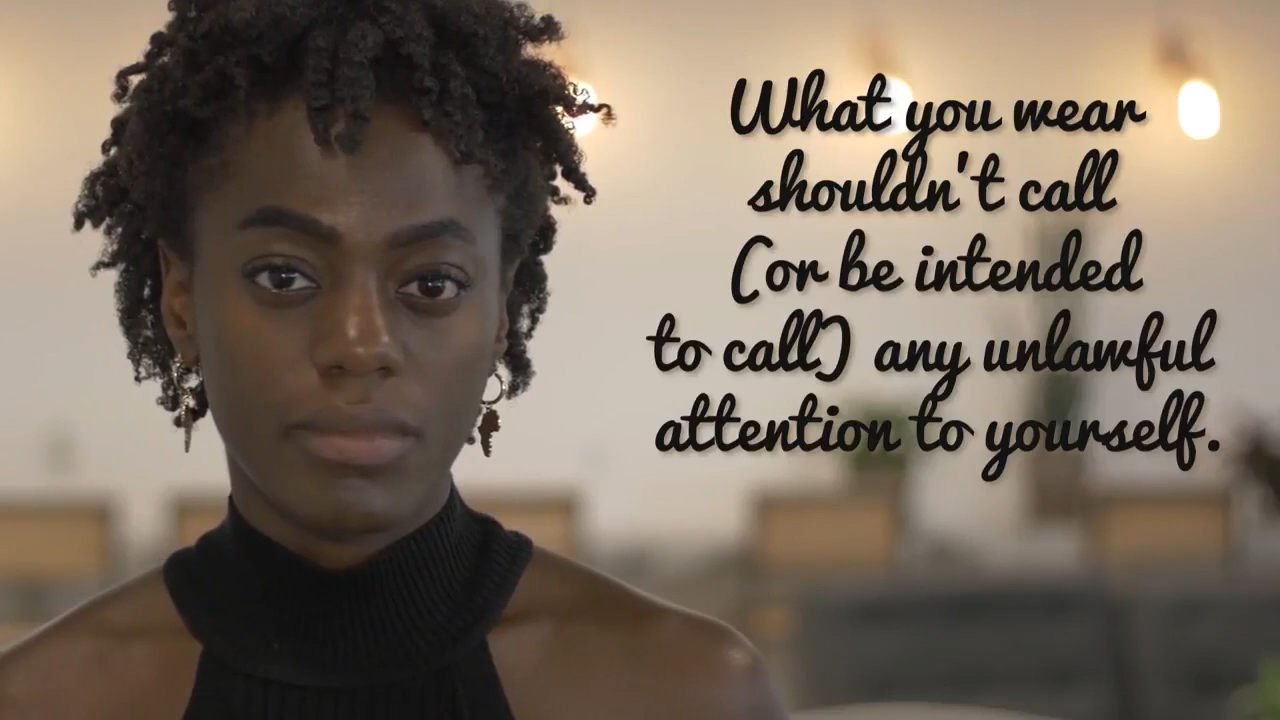 What you wear
shouldn't call
(or be intended
to call) any unlawful
attention to yourself.